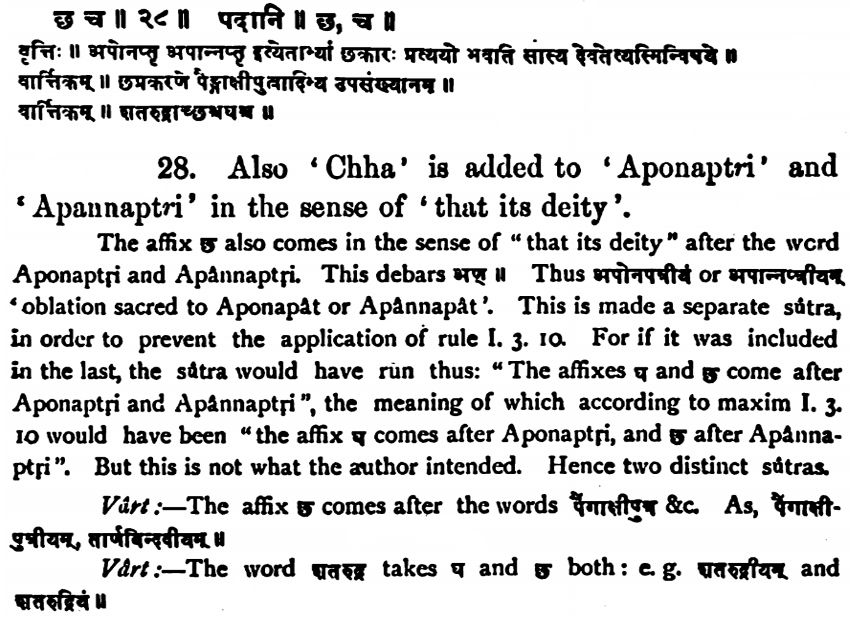 छ च ॥ २८ ॥ पदानि ॥ छ, च ॥
वृत्तिः ॥ अपोनप्तृ अपान्नप्तृ इत्येताभ्यां छकारः प्रत्ययो भवति सास्य देवतेत्यस्मिन्विषये ॥
वार्त्तिकम् ॥ छप्रकरणे पैङ्गाक्षीपुत्रादिभ्य उपसंख्यानम् ॥
वार्त्तिकम् ॥ शतरुद्राच्छश्चघश्च ॥
28. Also ‘Chha’ is added to ‘Aponaptri’ and
‘Apannaptri’ in the sense of ‘that its deity’.
The affix छ also comes in the sense of “that its deity” after the word
Aponaptṛi and Apânnaptṛi. This debars अण् ॥ Thus अपोनपत्रीयं or अपान्नप्त्रीयम्
‘oblation sacred to Aponapât or Apânnapât’. This is made a separate sûtra,
in order to prevent the application of rule I. 3. 10. For if it was included
in the last, the sûtra would have run thus: “The affixes घ and छ come after
Aponaptṛi and Apânnaptṛi”, the meaning of which according to maxim I. 3.
10 would have been “the affix घ comes after Aponaptṛi, and छ after Apânna-
ptṛi”. But this is not what the author intended. Hence two distinct sûtras.
Vârt:—The affix छ comes after the words पैंगाक्षीपुत्र &c. As, पैंगाक्षी-
पुत्रीयम्, तार्णबिन्दवीयम् ॥
Vârt:—The word शतरुद्र takes घ and छ both: e. g. शतरुद्रीयम् and
शतरुद्रियं ॥